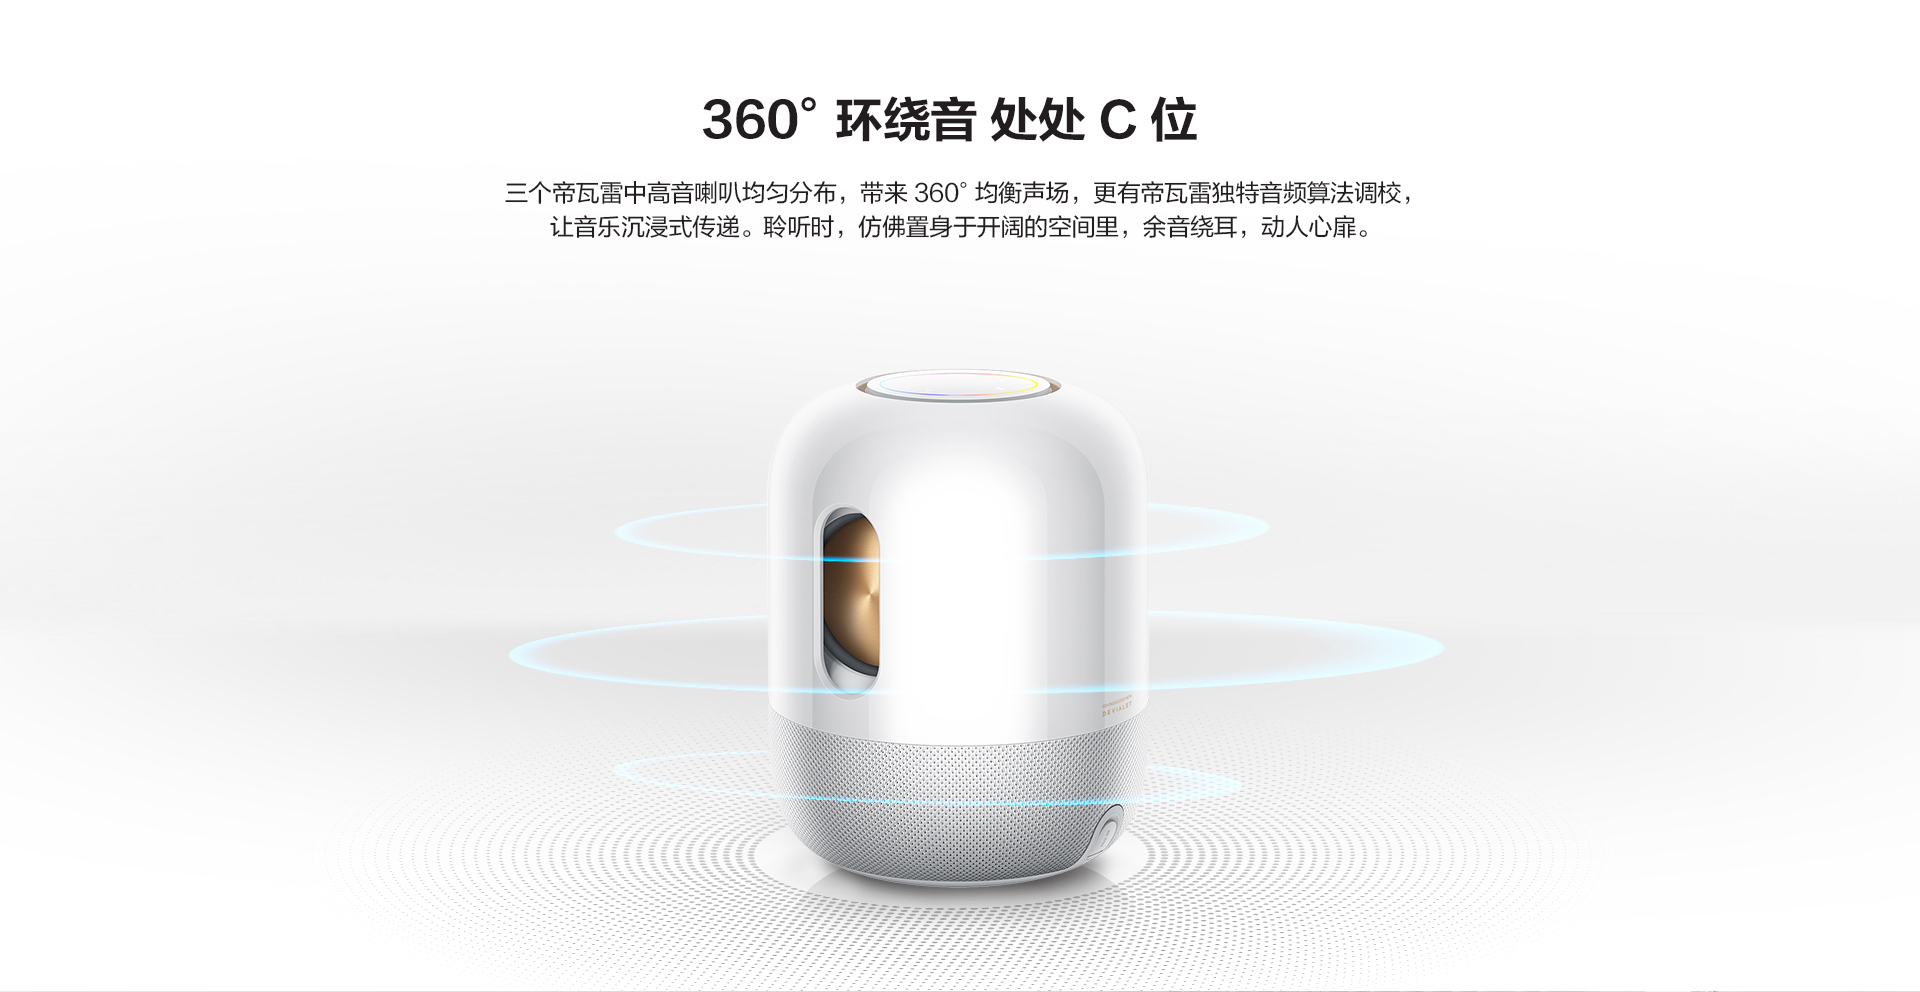 360° 环绕音 处处 C 位
三个帝瓦雷中高音喇叭均匀分布，带来 360° 均衡声场，更有帝瓦雷独特音频算法调校，
让音乐沉浸式传递。聆听时，仿佛置身于开阔的空间里，余音绕耳，动人心扉。
DEVIALET